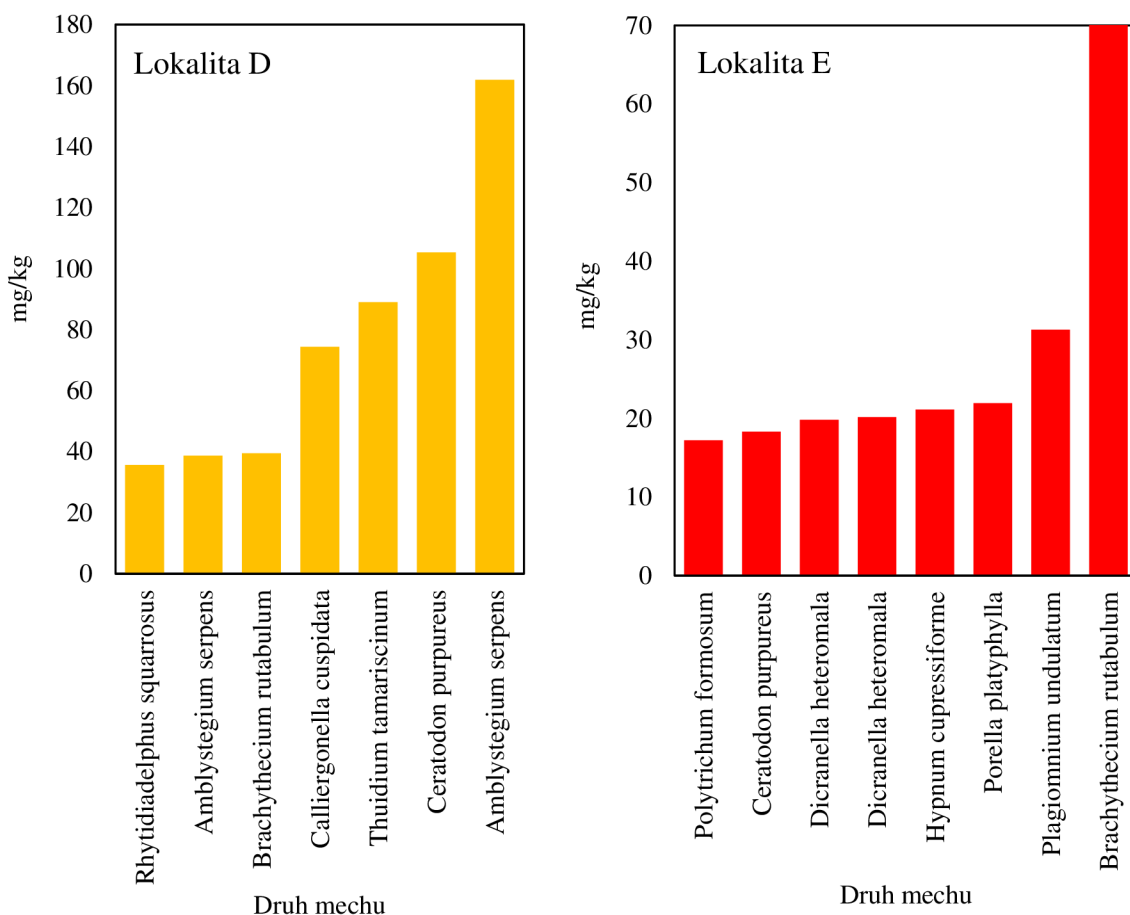 Lokalita D
mg/kg
180
160
140
120
100
80
60
40
20
0
Rhytidiadelphus squarrosus
Amblystegium serpens
Brachythecium rutabulum
Calliergonella cuspidata
Thuidium tamariscinum
Ceratodon purpureus
Amblystegium serpens
Druh mechu
Lokalita E
mg/kg
70
60
50
40
30
20
10
0
Polytrichum formosum
Ceratodon purpureus
Dicranella heteromala
Dicranella heteromala
Hypnum cupressiforme
Porella platyphylla
Plagiomnium undulatum
Brachythecium rutabulum
Druh mechu